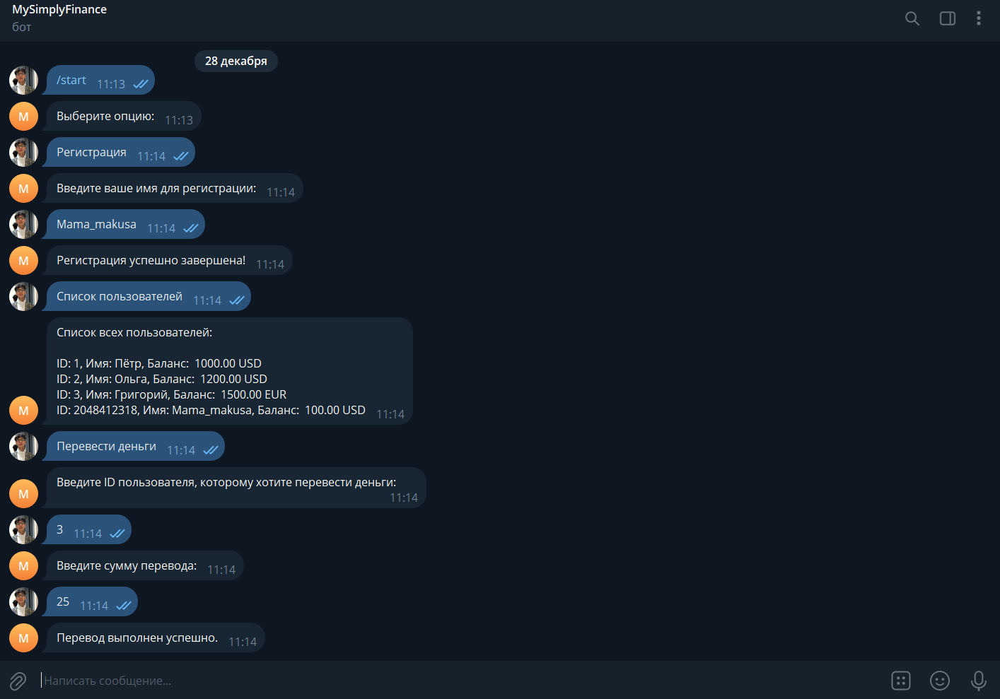 MySimplyFinance
бот
28 декабря
/start 11:13
М
Выберите опцию: 11:13
Регистрация 11:14
М
Введите ваше имя для регистрации: 11:14
Mama_makusa 11:14
М
Регистрация успешно завершена! 11:14
Список пользователей 11:14
Список всех пользователей:
ID: 1, Имя: Пётр, Баланс:  1000.00 USD
ID: 2, Имя: Ольга, Баланс:  1200.00 USD
ID: 3, Имя: Григорий, Баланс:  1500.00 EUR
М
ID: 2048412318, Имя: Mama_makusa, Баланс:  100.00 USD 11:14
Перевести деньги 11:14
М
Введите ID пользователя, которому хотите перевести деньги:
11:14
3 11:14
М
Введите сумму перевода: 11:14
25 11:14
М
Перевод выполнен успешно. 11:14
Написать сообщение...